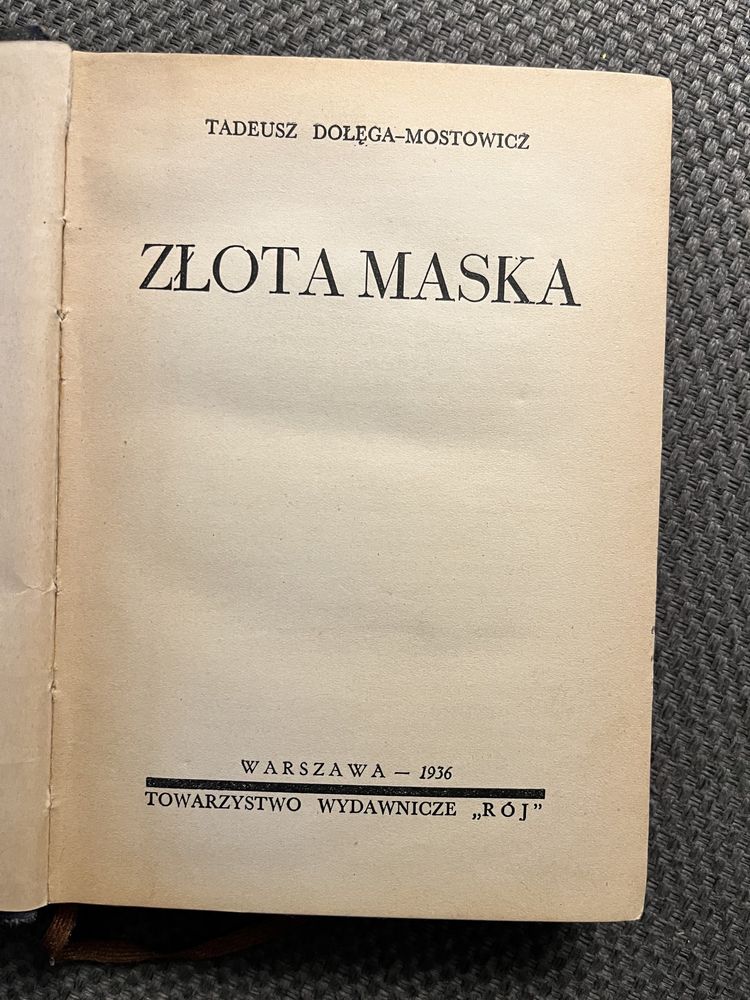 TADEUSZ DOŁĘGA-MOSTOWICZ
ZŁOTA MASKA
WARSZAWA — 1936
TOWARZYSTWO WYDAWNICZE „RÓJ”